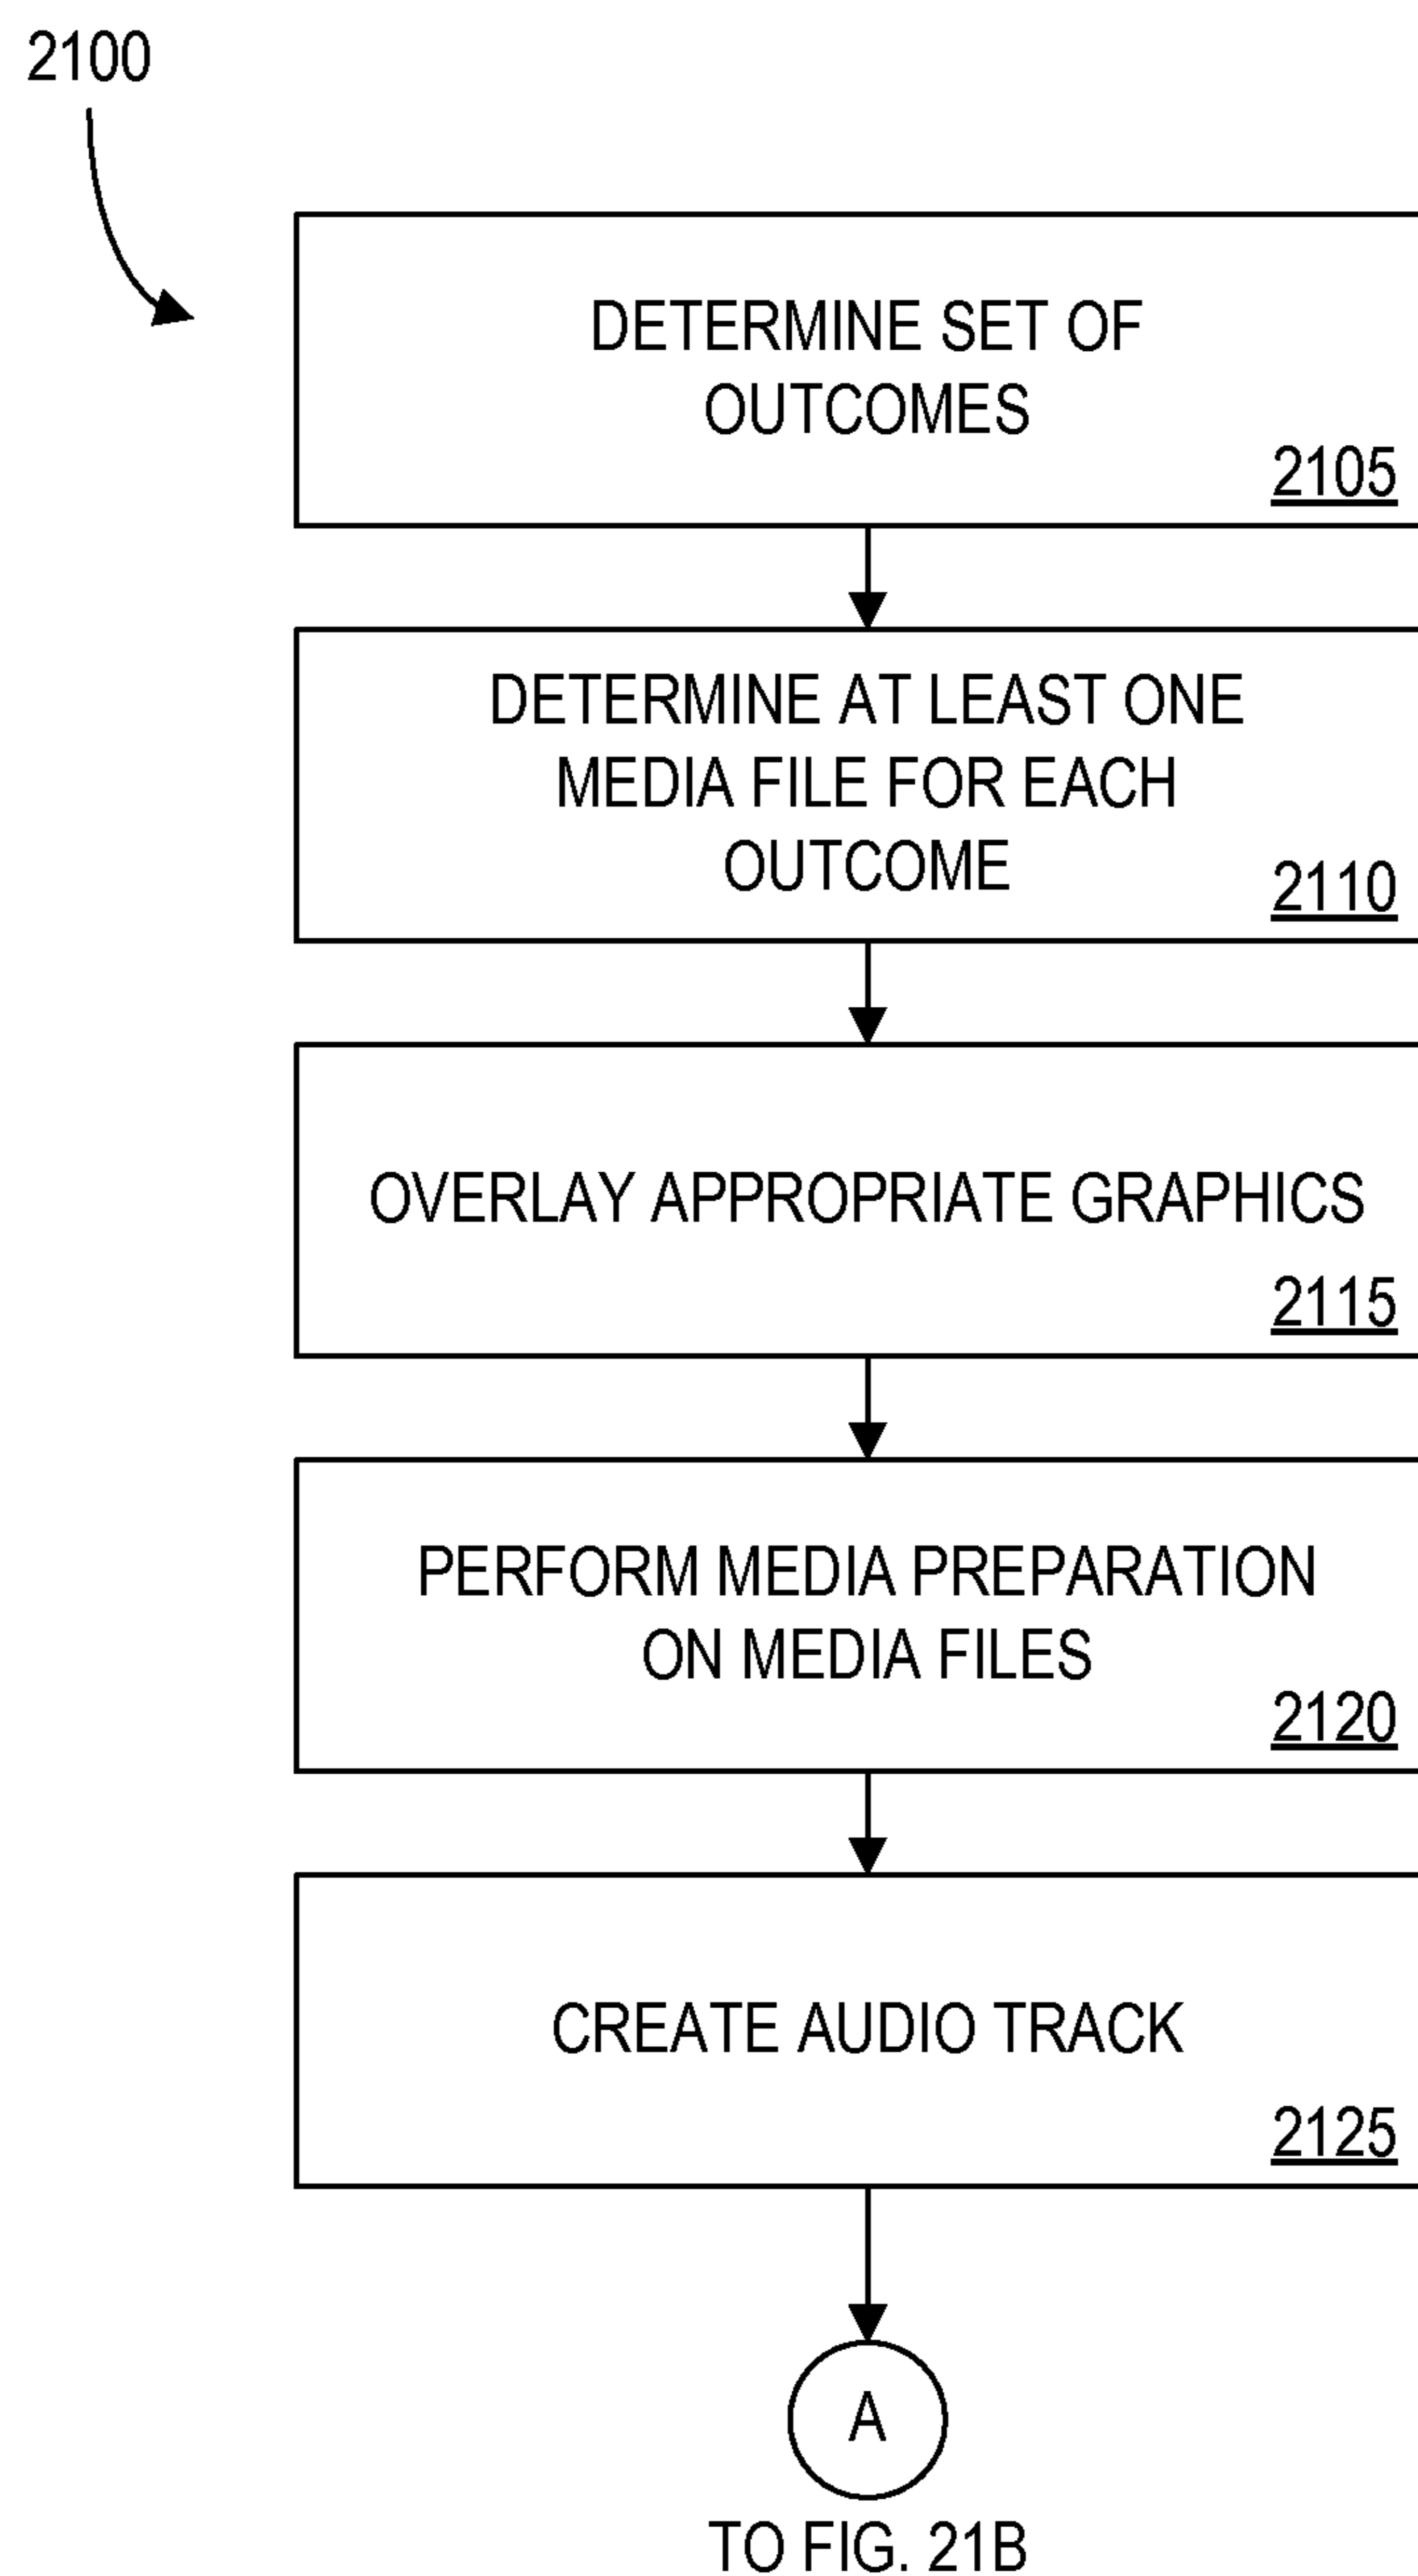 2100
DETERMINE SET OF
OUTCOMES
2105
DETERMINE AT LEAST ONE
MEDIA FILE FOR EACH
OUTCOME
2110
OVERLAY APPROPRIATE GRAPHICS
2115
PERFORM MEDIA PREPARATION
ON MEDIA FILES
2120
CREATE AUDIO TRACK
2125
A
TO FIG. 21B